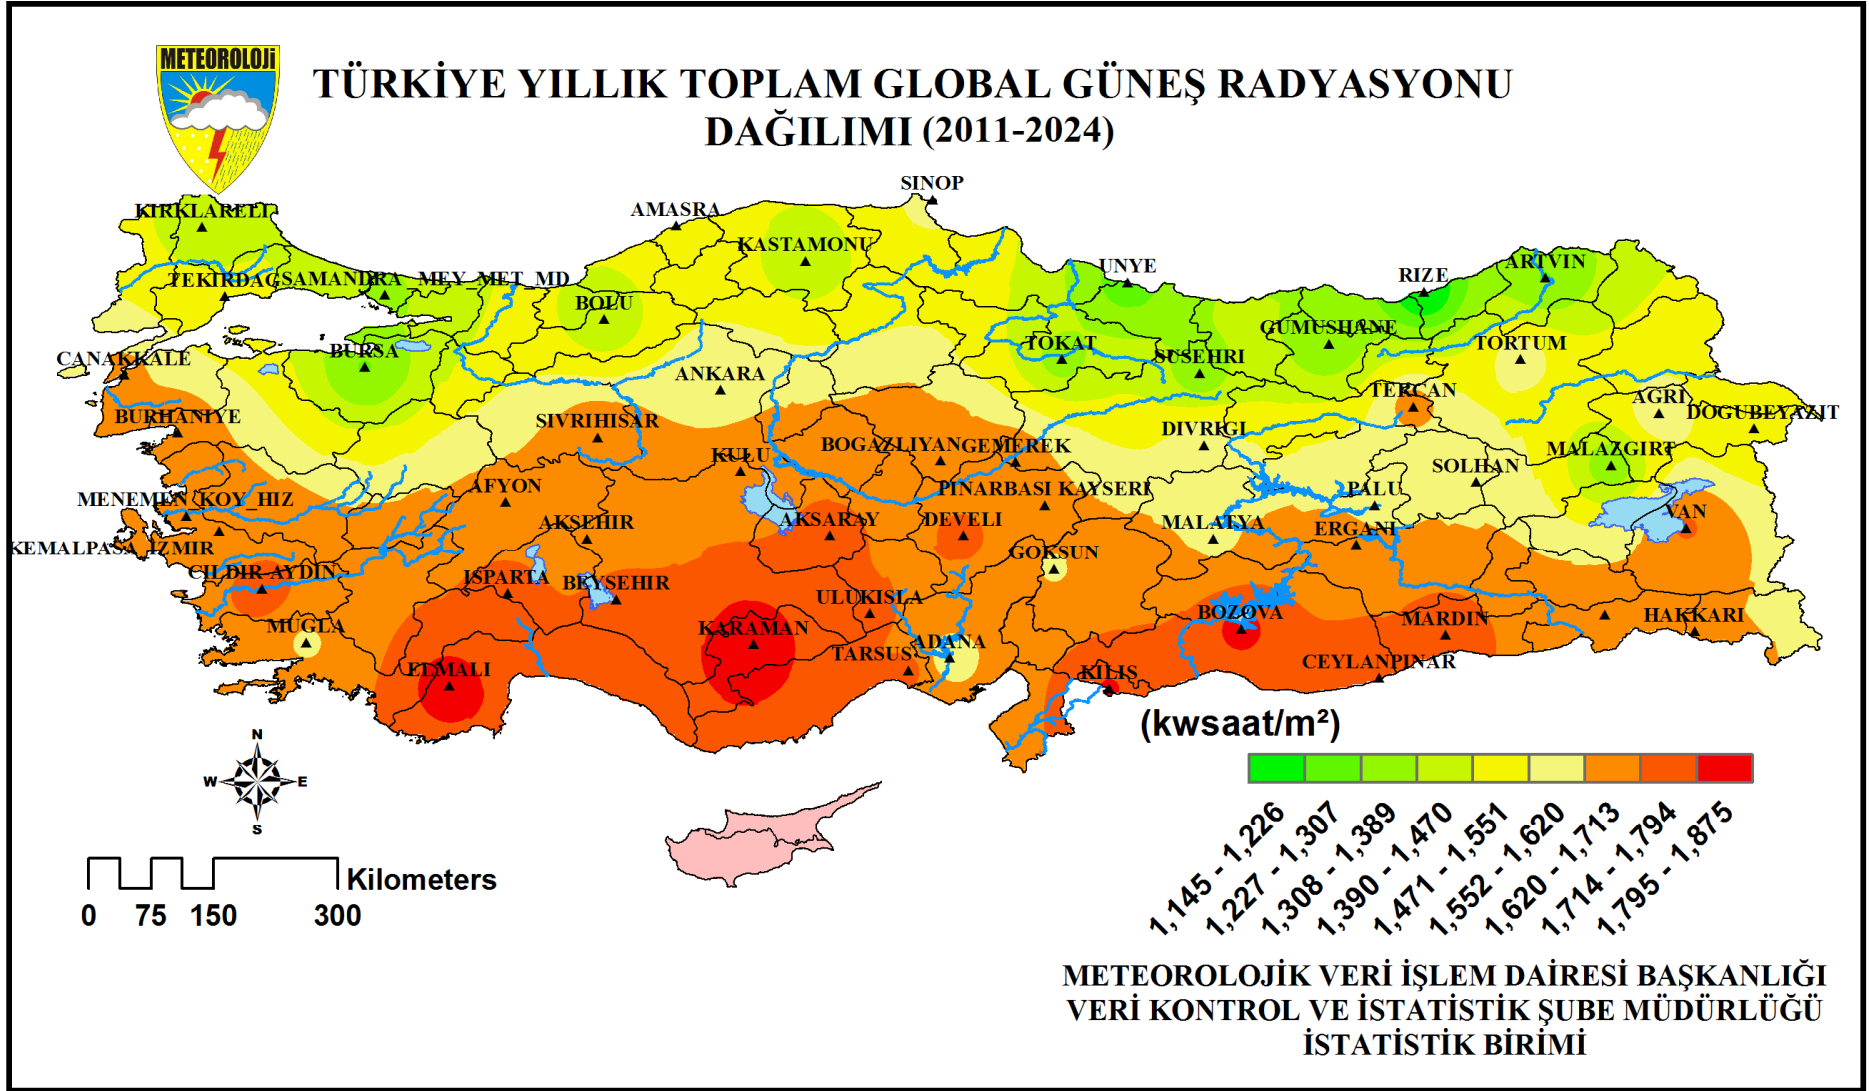 METEOROLOJi
TÜRKİYE YILLIK TOPLAM GLOBAL GÜNEŞ RADYASYONU
DAĞILIMI (2011-2024)
SINOP
KIRKLARELI
AMASRA
KASTAMONU
UNYE
ARTVIN
RIZE
TEKIRDAG
SAMANDRA_MEY_MET_MD
BOLU
GUMUSHANE
TOKAT
TORTUM
BURSA
SUSEHRI
CANAKKALE
ANKARA
TERCAN
AGRI
DOGUBEYAZIT
BURHANIYE
SIVRIHISAR
DIVRIGI
BOGAZLIYAN
GEMEREK
MALAZGIRT
KULU
SOLHAN
AFYON
PINARBASI KAYSERI
PALU
MENEMEN_KOY_HIZ
VAN
AKSEHIR
AKSARAY
DEVELI
MALATYA
ERGANI
KEMALPASA_IZMIR
GOKSUN
CILDIR AYDIN
ISPARTA
BEYSEHIR
ULUKISLA
BOZOVA
MARDIN
HAKKARI
MUGLA
KARAMAN
ADANA
TARSUS
CEYLANPINAR
ELMALI
KILIS
(kwsaat/m²)
N
W
E
S
1,145 - 1,226
1,227 - 1,307
1,308 - 1,389
1,390 - 1,470
1,471 - 1,551
1,552 - 1,620
1,620 - 1,713
1,714 - 1,794
1,795 - 1,875
Kilometers
0 75 150 300
METEOROLOJİK VERİ İŞLEM DAİRESİ BAŞKANLIĞI
VERİ KONTROL VE İSTATİSTİK ŞUBE MÜDÜRLÜĞÜ
İSTATİSTİK BİRİMİ